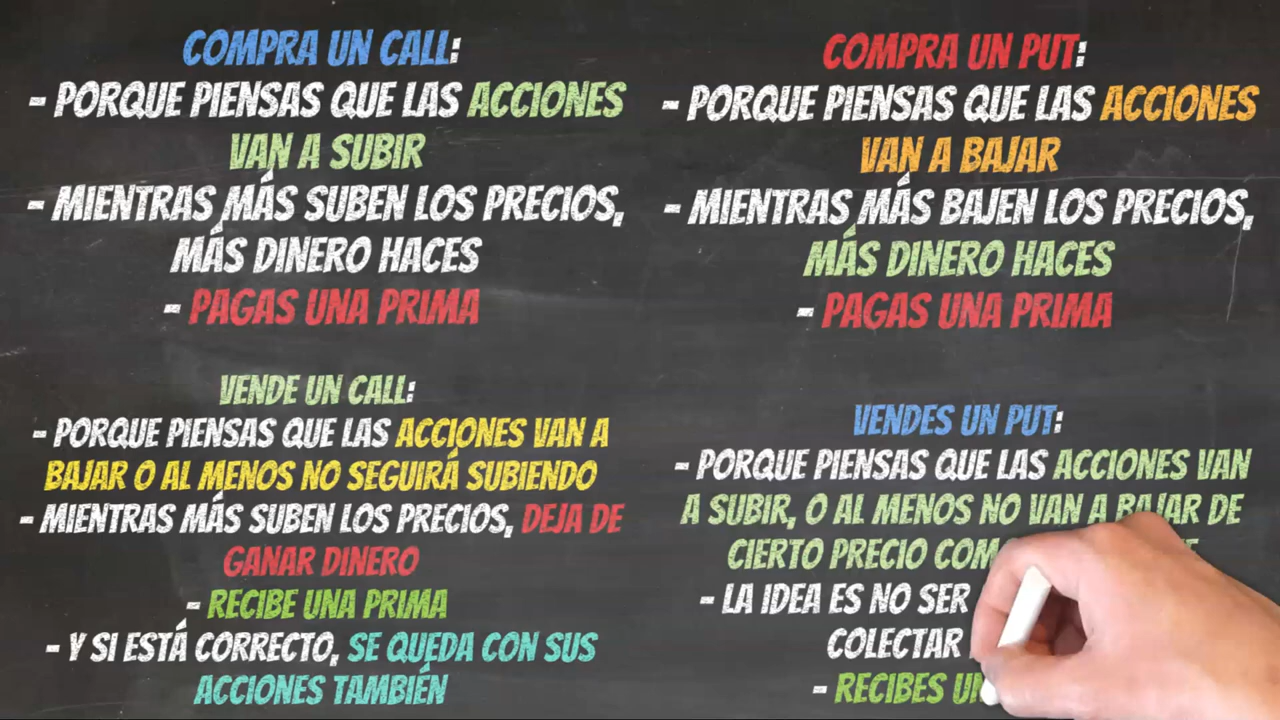 COMPRA UN CALL:
- PORQUE PIENSAS QUE LAS ACCIONES
VAN A SUBIR
- MIENTRAS MÁS SUBEN LOS PRECIOS,
MÁS DINERO HACES
- PAGAS UNA PRIMA
COMPRA UN PUT:
- PORQUE PIENSAS QUE LAS ACCIONES
VAN A BAJAR
- MIENTRAS MÁS BAJEN LOS PRECIOS,
MÁS DINERO HACES
- PAGAS UNA PRIMA
VENDE UN CALL:
- PORQUE PIENSAS QUE LAS ACCIONES VAN A
BAJAR O AL MENOS NO SEGUIRÁ SUBIENDO
- MIENTRAS MÁS SUBEN LOS PRECIOS, DEJA DE
GANAR DINERO
- RECIBE UNA PRIMA
- Y SI ESTÁ CORRECTO, SE QUEDA CON SUS
ACCIONES TAMBIÉN
VENDES UN PUT:
- PORQUE PIENSAS QUE LAS ACCIONES VAN
A SUBIR, O AL MENOS NO VAN A BAJAR DE
CIERTO PRECIO
- LA IDEA ES NO SER
COLECTAR
- RECIBES